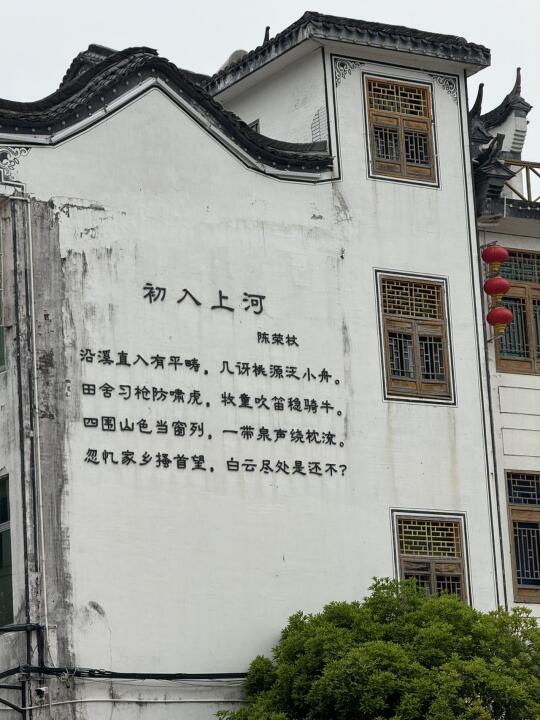 初入上河
陈荣杖
沿溪直入有平畴，几讶桃源泛小舟。
田舍习枪防啸虎，牧童吹笛稳骑牛。
四围山色当窗列，一带泉声绕枕流。
忽忆家乡搔首望，白云尽处是还不？